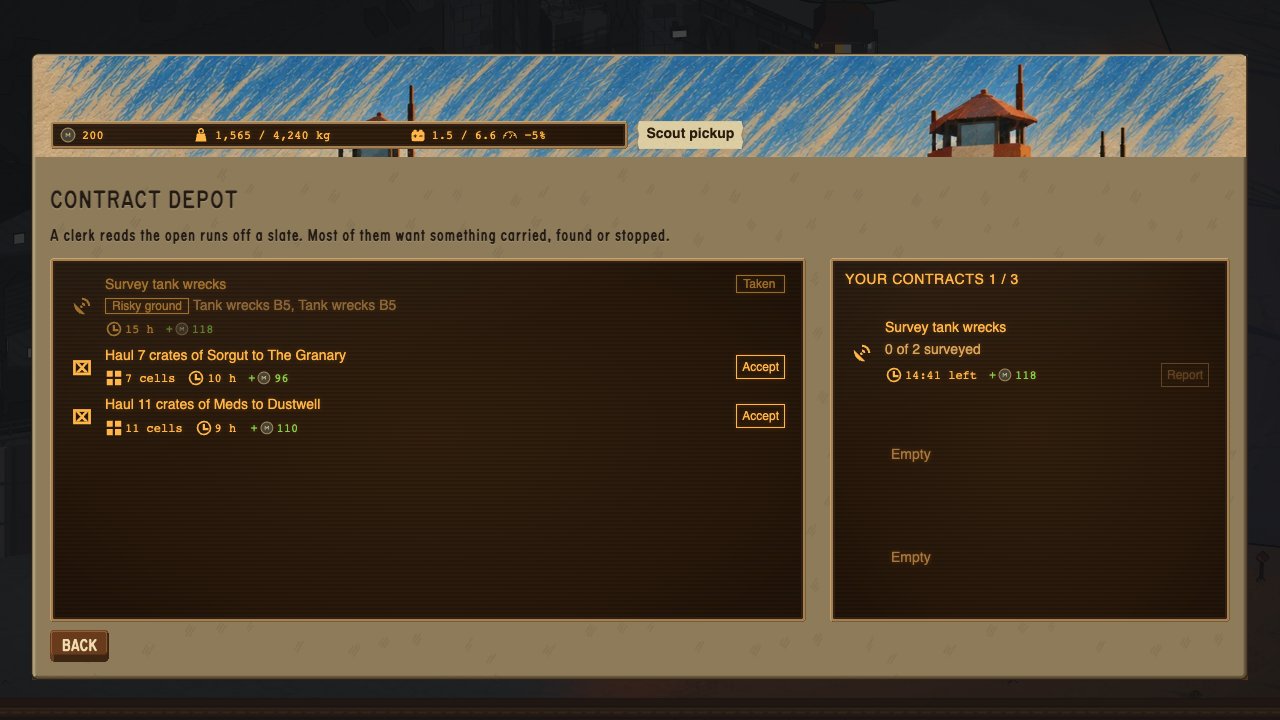 200 1,565 / 4,240 kg 1.5 / 6.6 -5% Scout pickup
CONTRACT DEPOT
A clerk reads the open runs off a slate. Most of them want something carried, found or stopped.
Survey tank wrecks Taken
Risky ground Tank wrecks B5, Tank wrecks B5
15 h + M 118
Haul 7 crates of Sorgut to The Granary
7 cells 10 h + M 96 Accept
Haul 11 crates of Meds to Dustwell
11 cells 9 h + M 110 Accept
YOUR CONTRACTS 1 / 3
Survey tank wrecks
0 of 2 surveyed
14:41 left + M 118 Report
Empty
Empty
BACK